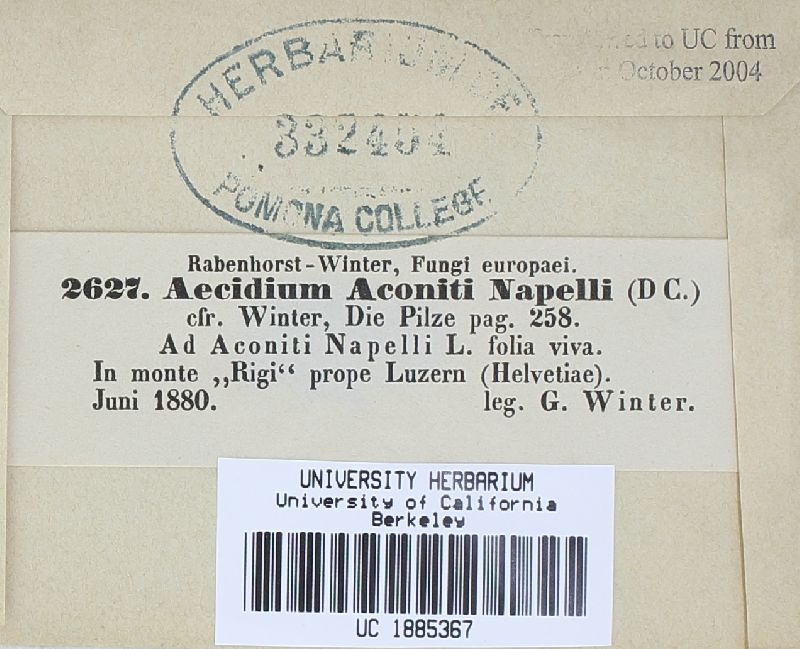 to UC from
October 2004
HERBARIUM OF
POMONA COLLEGE
Rabenhorst-Winter, Fungi europaei.
2627. Aecidium Aconiti Napelli (D C.)
cfr. Winter, Die Pilze pag. 258.
Ad Aconiti Napelli L. folia viva.
In monte „Rigi“ prope Luzern (Helvetiae).
Juni 1880. leg. G. Winter.
UNIVERSITY HERBARIUM
University of California
Berkeley
UC 1885367